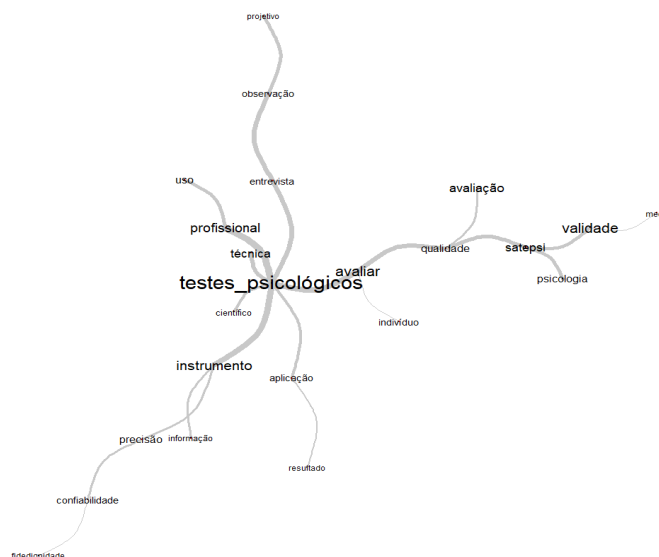 projetivo
observação
uso
entrevista
avaliação
me
profissional
validade
técnica
qualidade
satepsi
avaliar
psicologia
testes_psicológicos
científico
indivíduo
instrumento
aplicação
precisão
informação
resultado
confiabilidade
fidedignidade